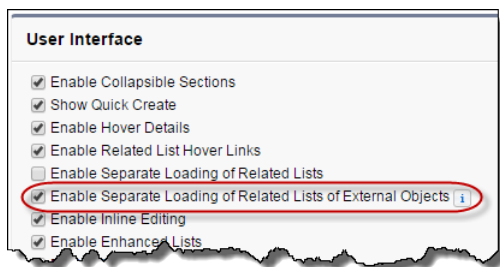 User Interface
Enable Collapsible Sections
Show Quick Create
Enable Hover Details
Enable Related List Hover Links
Enable Separate Loading of Related Lists
Enable Separate Loading of Related Lists of External Objects i
Enable Inline Editing
Enable Enhanced Lists